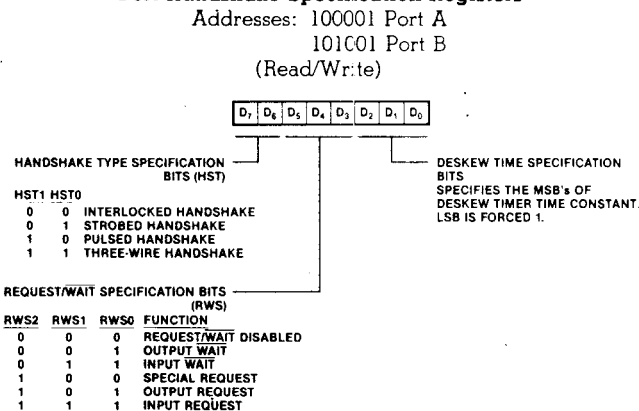 Addresses: 100001 Port A
101001 Port B
(Read/Write)
D7 D6 D5 D4 D3 D2 D1 D0
HANDSHAKE TYPE SPECIFICATION
BITS (HST)
HST1 HST0
0 0 INTERLOCKED HANDSHAKE
0 1 STROBED HANDSHAKE
1 0 PULSED HANDSHAKE
1 1 THREE-WIRE HANDSHAKE
DESKEW TIME SPECIFICATION
BITS
SPECIFIES THE MSB's OF
DESKEW TIMER TIME CONSTANT.
LSB IS FORCED 1.
REQUEST/WAIT SPECIFICATION BITS
(RWS)
RWS2 RWS1 RWS0 FUNCTION
0 0 0 REQUEST/WAIT DISABLED
0 0 1 OUTPUT WAIT
0 1 1 INPUT WAIT
1 0 0 SPECIAL REQUEST
1 0 1 OUTPUT REQUEST
1 1 1 INPUT REQUEST